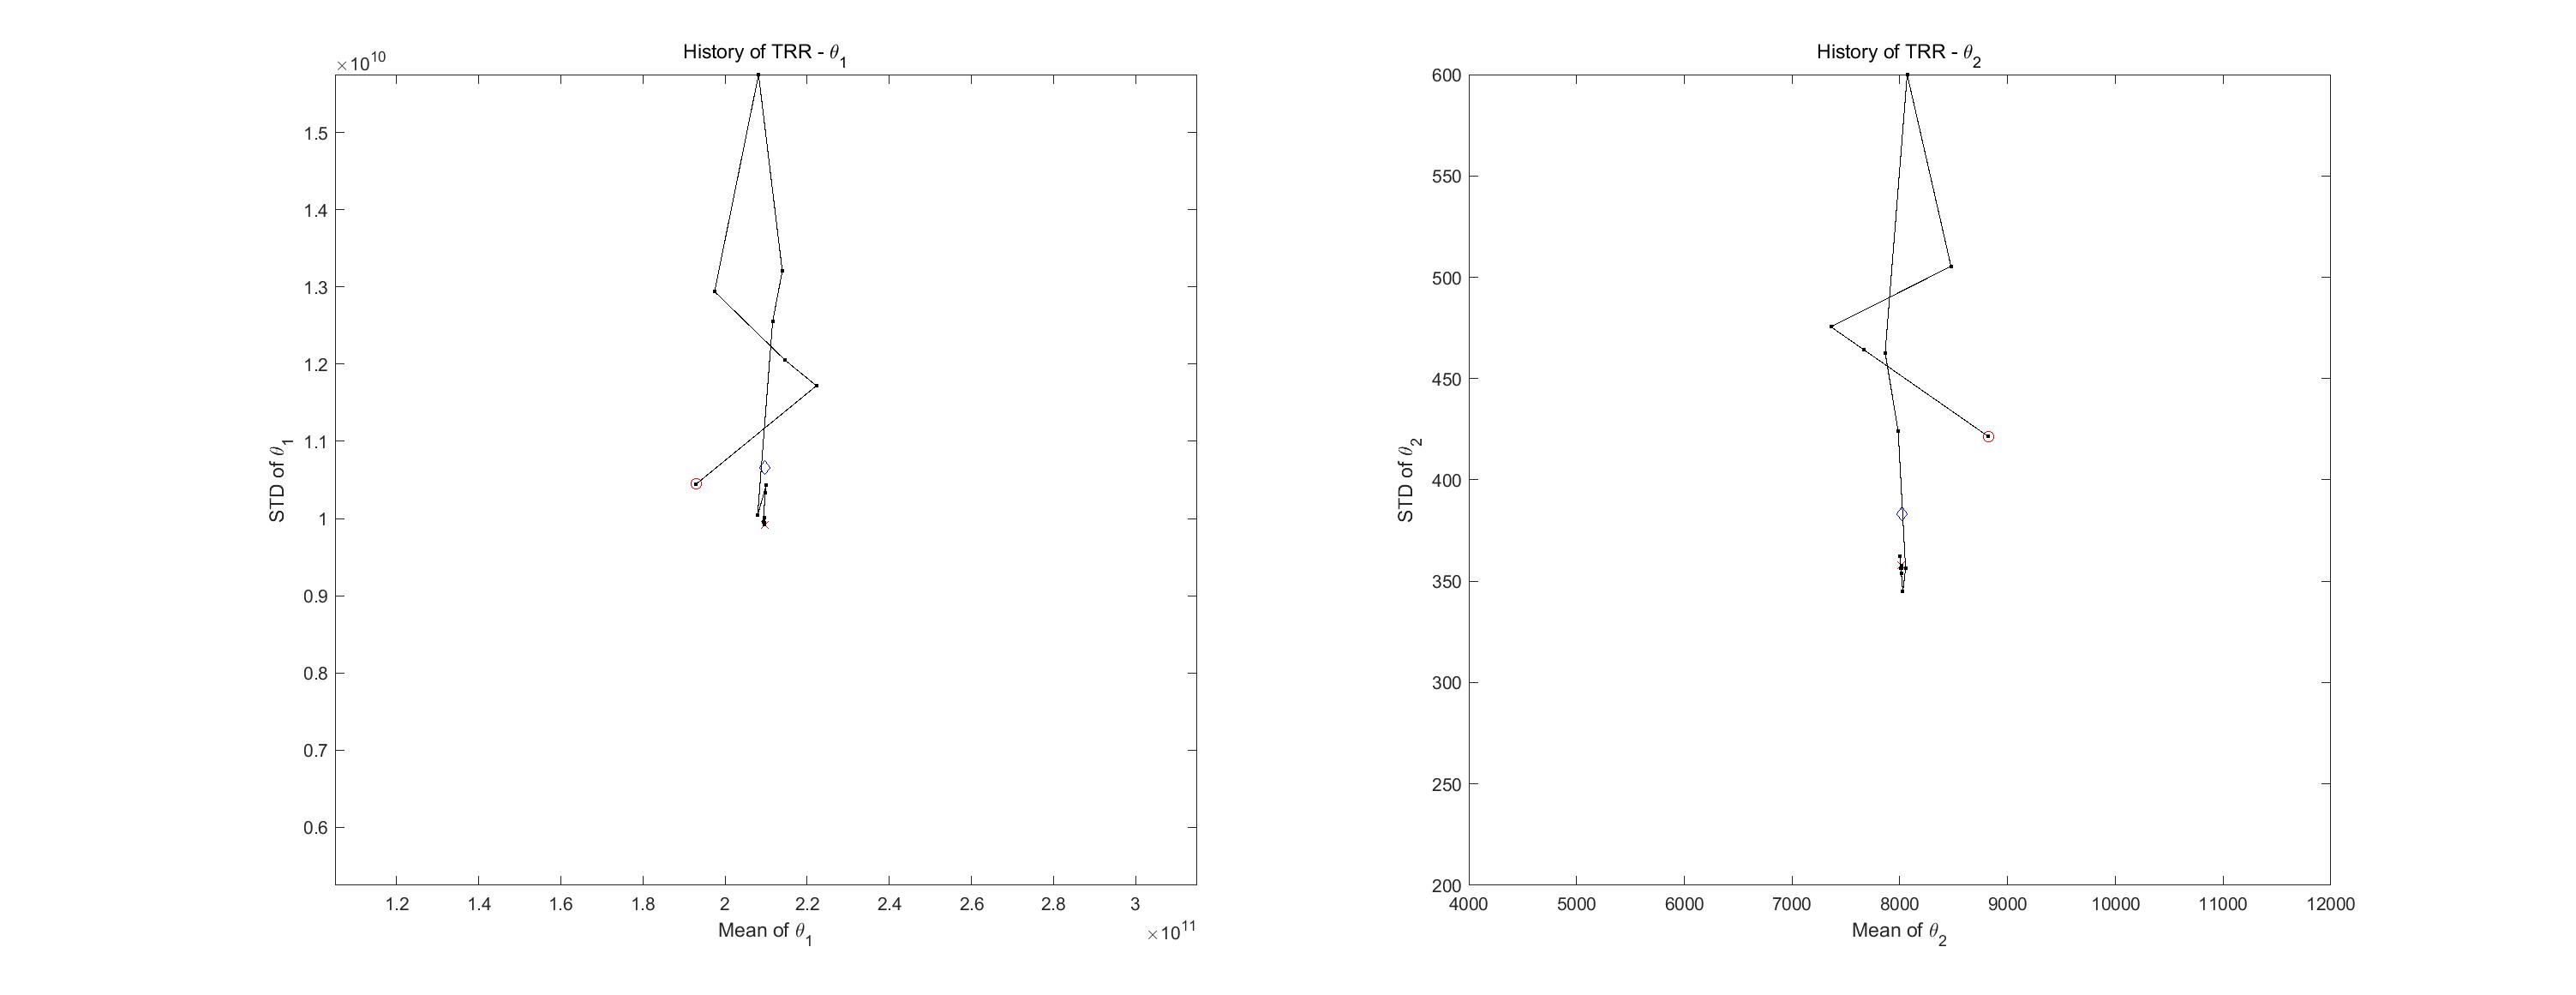 History of TRR - θ1
×10^10
1.5
1.4
1.3
1.2
1.1
1
0.9
0.8
0.7
0.6
STD of θ1
1.2 1.4 1.6 1.8 2 2.2 2.4 2.6 2.8 3
Mean of θ1
×10^11
History of TRR - θ2
600
550
500
450
400
350
300
250
200
STD of θ2
4000 5000 6000 7000 8000 9000 10000 11000 12000
Mean of θ2